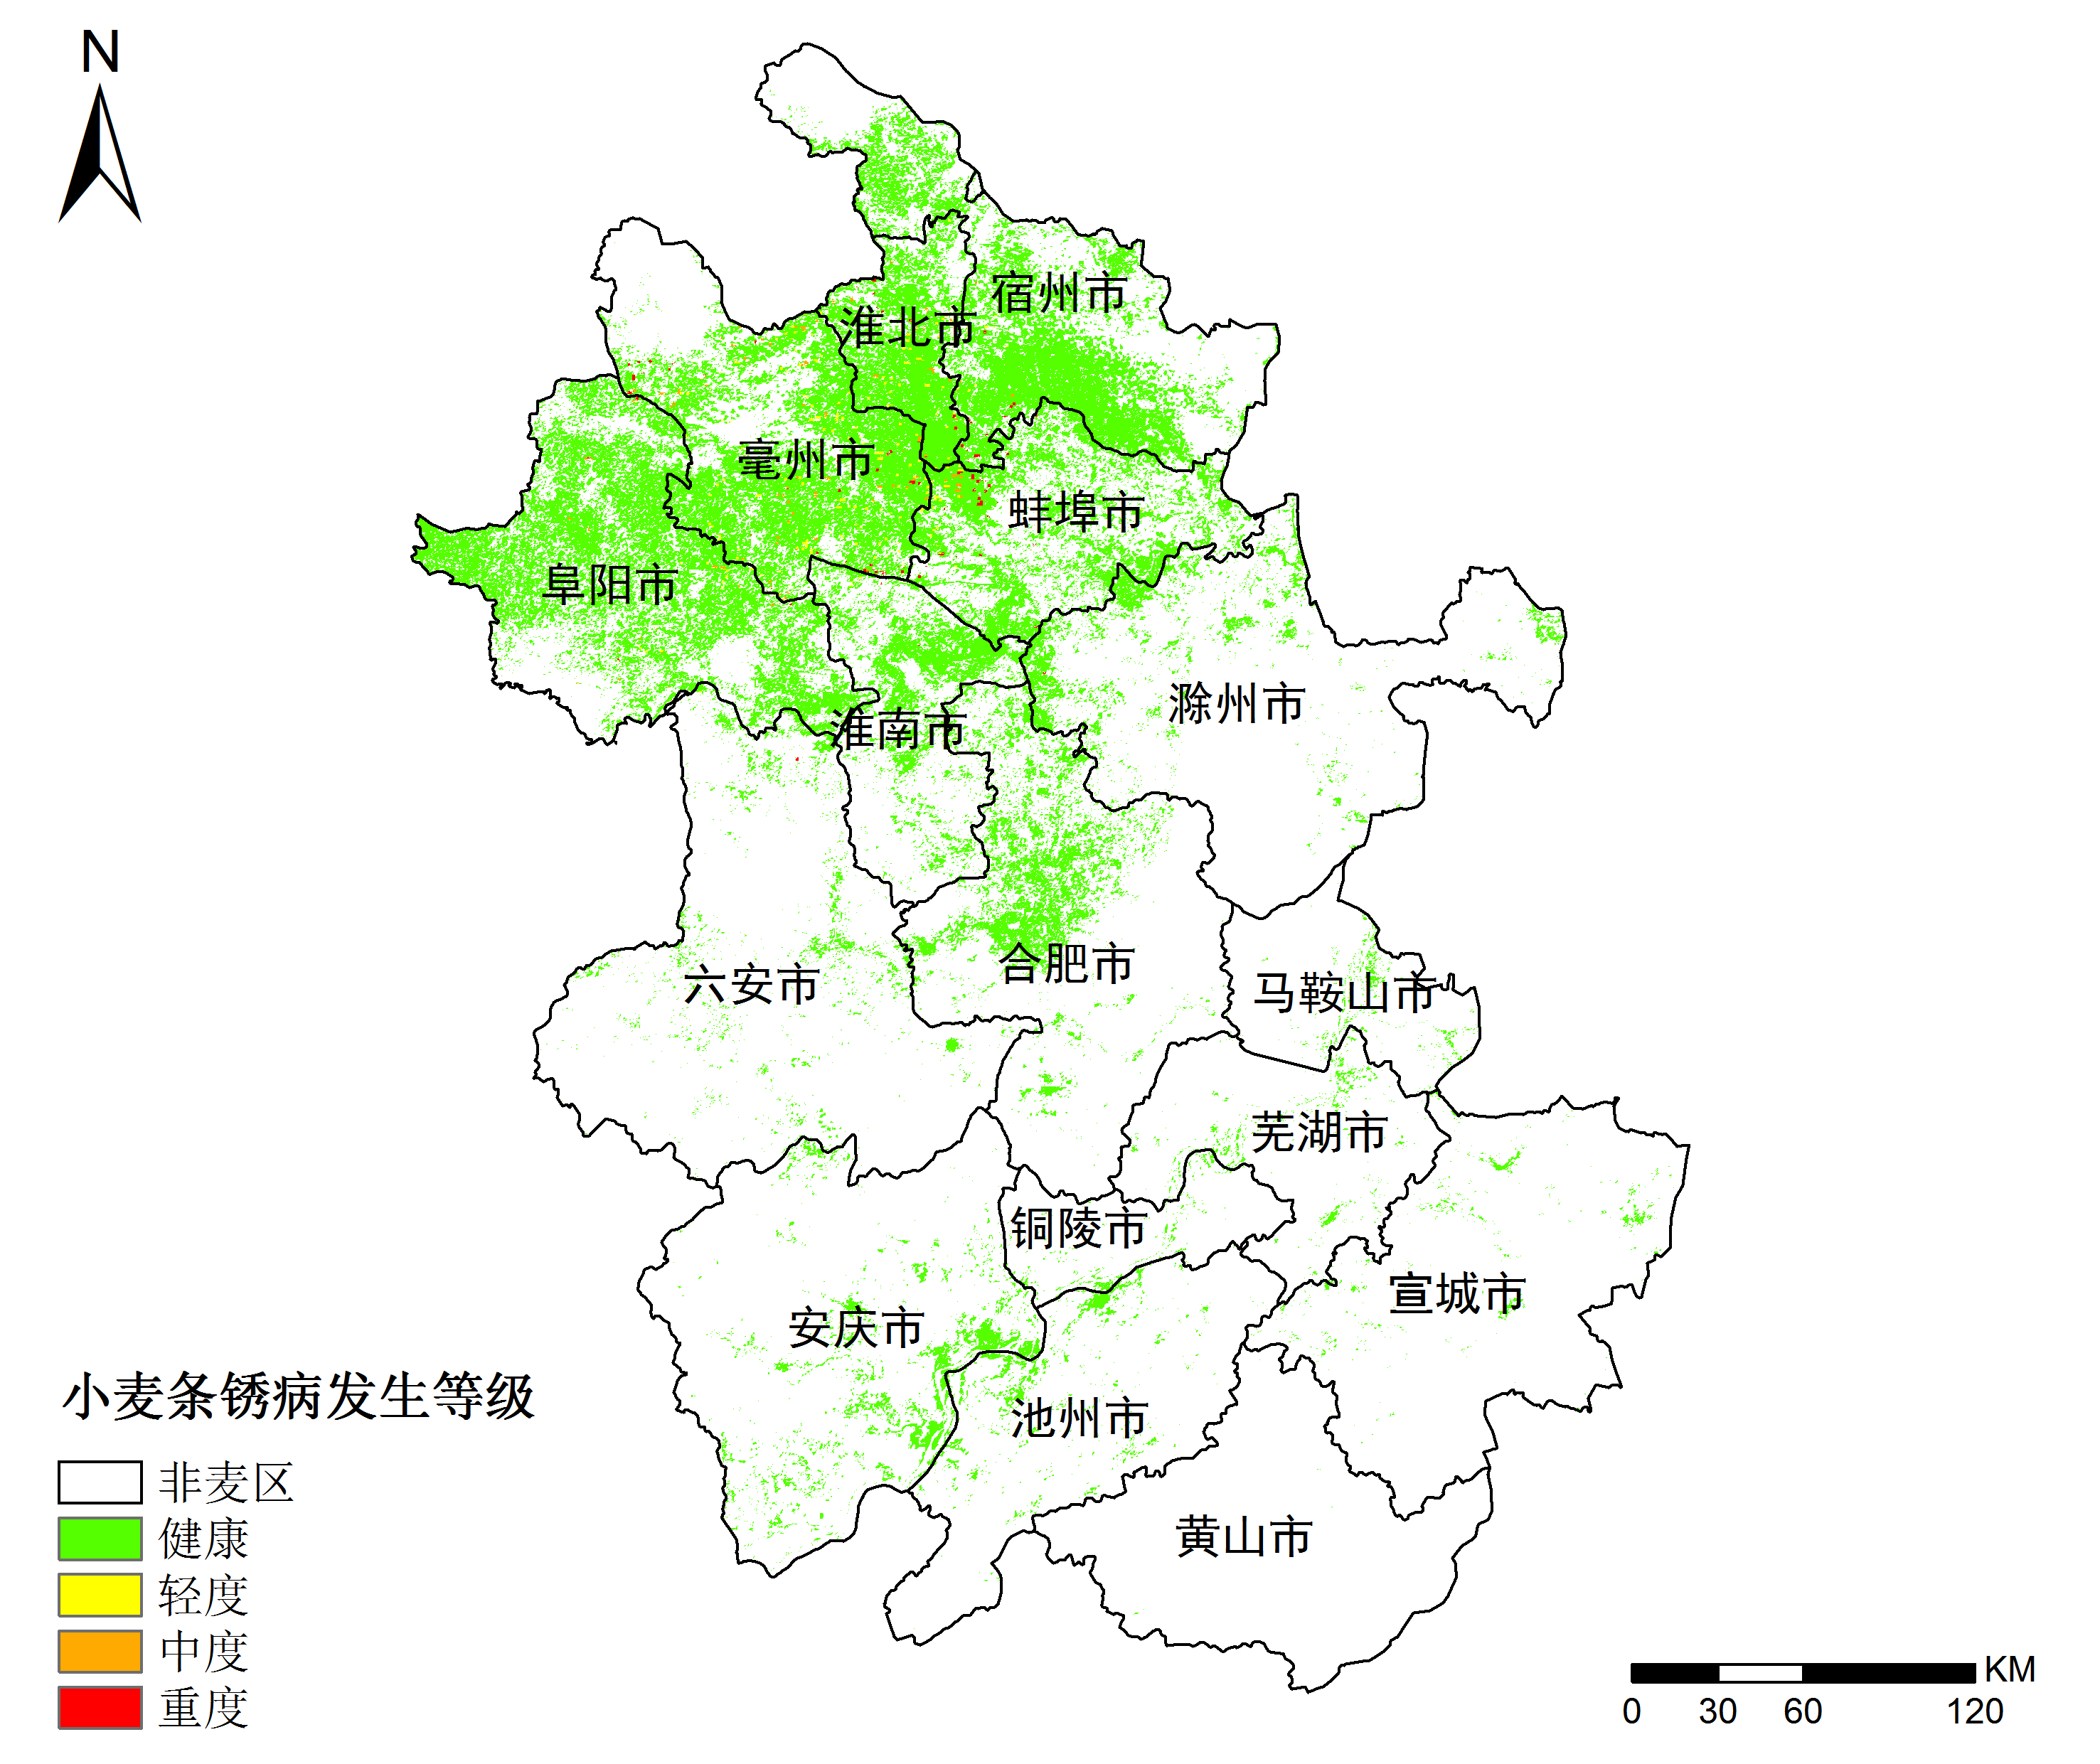 N
宿州市
淮北市
亳州市
蚌埠市
阜阳市
滁州市
淮南市
合肥市
六安市
马鞍山市
芜湖市
铜陵市
宣城市
安庆市
池州市
黄山市
小麦条锈病发生等级
非麦区
健康
轻度
中度
重度
KM
0 30 60 120